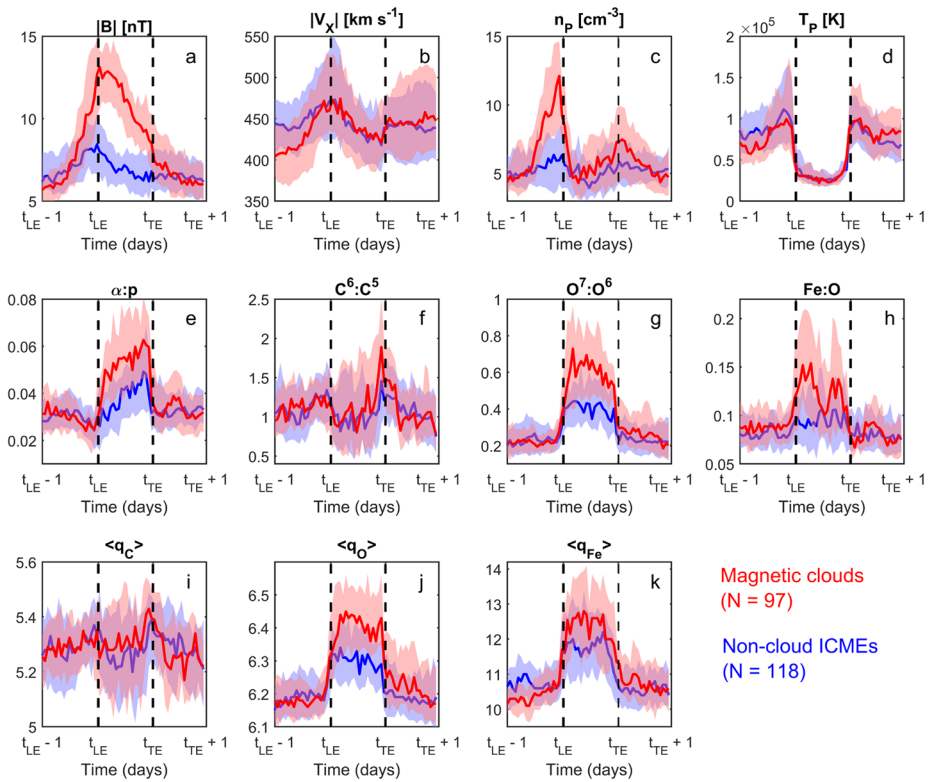 |B| [nT]
|V_X| [km s^-1]
n_P [cm^-3]
×10^5
T_P [K]
15
10
5
a
550
500
450
400
350
b
15
10
5
c
2
1.5
1
0.5
0
d
t_LE - 1
t_LE
t_TE
t_TE + 1
t_LE - 1
t_LE
t_TE
t_TE + 1
t_LE - 1
t_LE
t_TE
t_TE + 1
t_LE - 1
t_LE
t_TE
t_TE + 1
Time (days)
Time (days)
Time (days)
Time (days)
α:p
C^6:C^5
O^7:O^6
Fe:O
0.08
0.06
0.04
0.02
e
2.5
2
1.5
1
0.5
f
1
0.8
0.6
0.4
0.2
g
0.2
0.15
0.1
0.05
h
t_LE - 1
t_LE
t_TE
t_TE + 1
t_LE - 1
t_LE
t_TE
t_TE + 1
t_LE - 1
t_LE
t_TE
t_TE + 1
t_LE - 1
t_LE
t_TE
t_TE + 1
Time (days)
Time (days)
Time (days)
Time (days)
<q_C>
<q_O>
<q_Fe>
5.6
5.4
5.2
5
i
6.6
6.5
6.4
6.3
6.2
6.1
j
14
13
12
11
10
k
t_LE - 1
t_LE
t_TE
t_TE + 1
t_LE - 1
t_LE
t_TE
t_TE + 1
t_LE - 1
t_LE
t_TE
t_TE + 1
Time (days)
Time (days)
Time (days)
Magnetic clouds
(N = 97)
Non-cloud ICMEs
(N = 118)